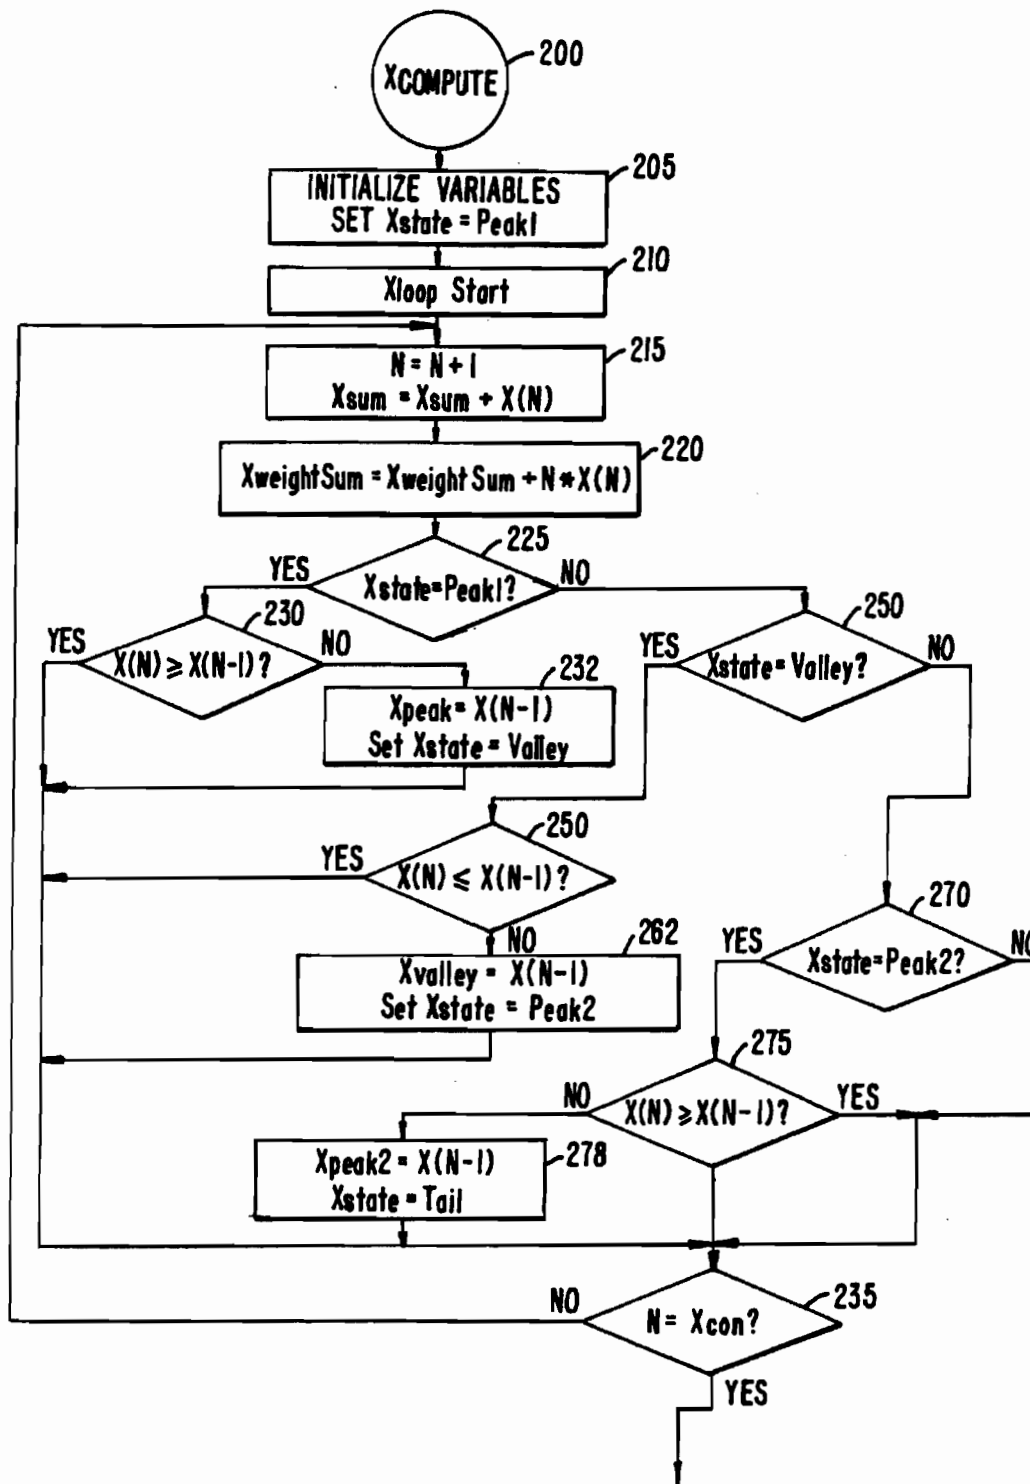 XCOMPUTE
200
INITIALIZE VARIABLES
SET Xstate = Peak1
205
Xloop Start
210
N = N + 1
Xsum = Xsum + X(N)
215
XweightSum = XweightSum + N * X(N)
220
Xstate=Peak1?
225
YES
NO
X(N) ≥ X(N-1)?
230
YES
NO
Xstate=Valley?
250
YES
NO
Xpeak= X(N-1)
Set Xstate = Valley
232
X(N) ≤ X(N-1)?
250
YES
NO
Xvalley = X(N-1)
Set Xstate = Peak2
262
Xstate=Peak2?
270
YES
NO
X(N) ≥ X(N-1)?
275
NO
YES
Xpeak2 = X(N-1)
Xstate = Tail
278
N = Xcon?
235
NO
YES